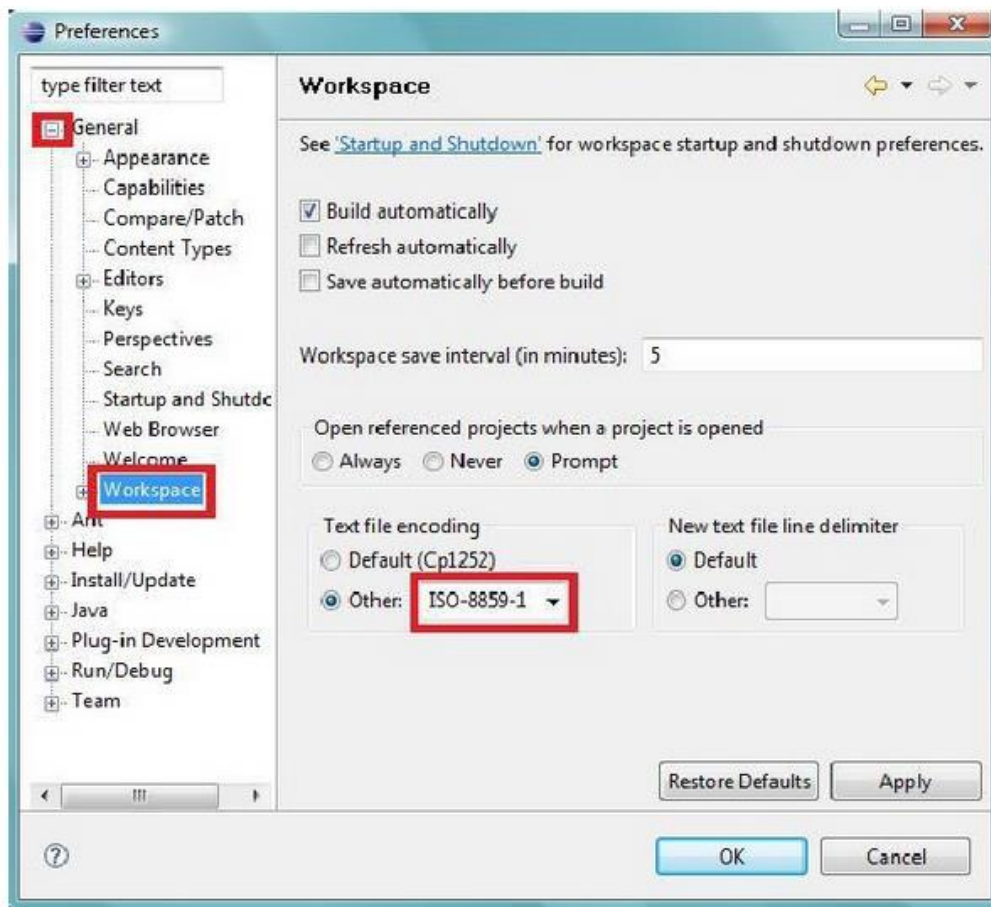 Preferences
type filter text
General
Appearance
Capabilities
Compare/Patch
Content Types
Editors
Keys
Perspectives
Search
Startup and Shutdc
Web Browser
Welcome
Workspace
Ant
Help
Install/Update
Java
Plug-in Development
Run/Debug
Team
Workspace
See 'Startup and Shutdown' for workspace startup and shutdown preferences.
Build automatically
Refresh automatically
Save automatically before build
Workspace save interval (in minutes): 5
Open referenced projects when a project is opened
Always Never Prompt
Text file encoding
Default (Cp1252)
Other: ISO-8859-1
New text file line delimiter
Default
Other:
Restore Defaults Apply
OK Cancel